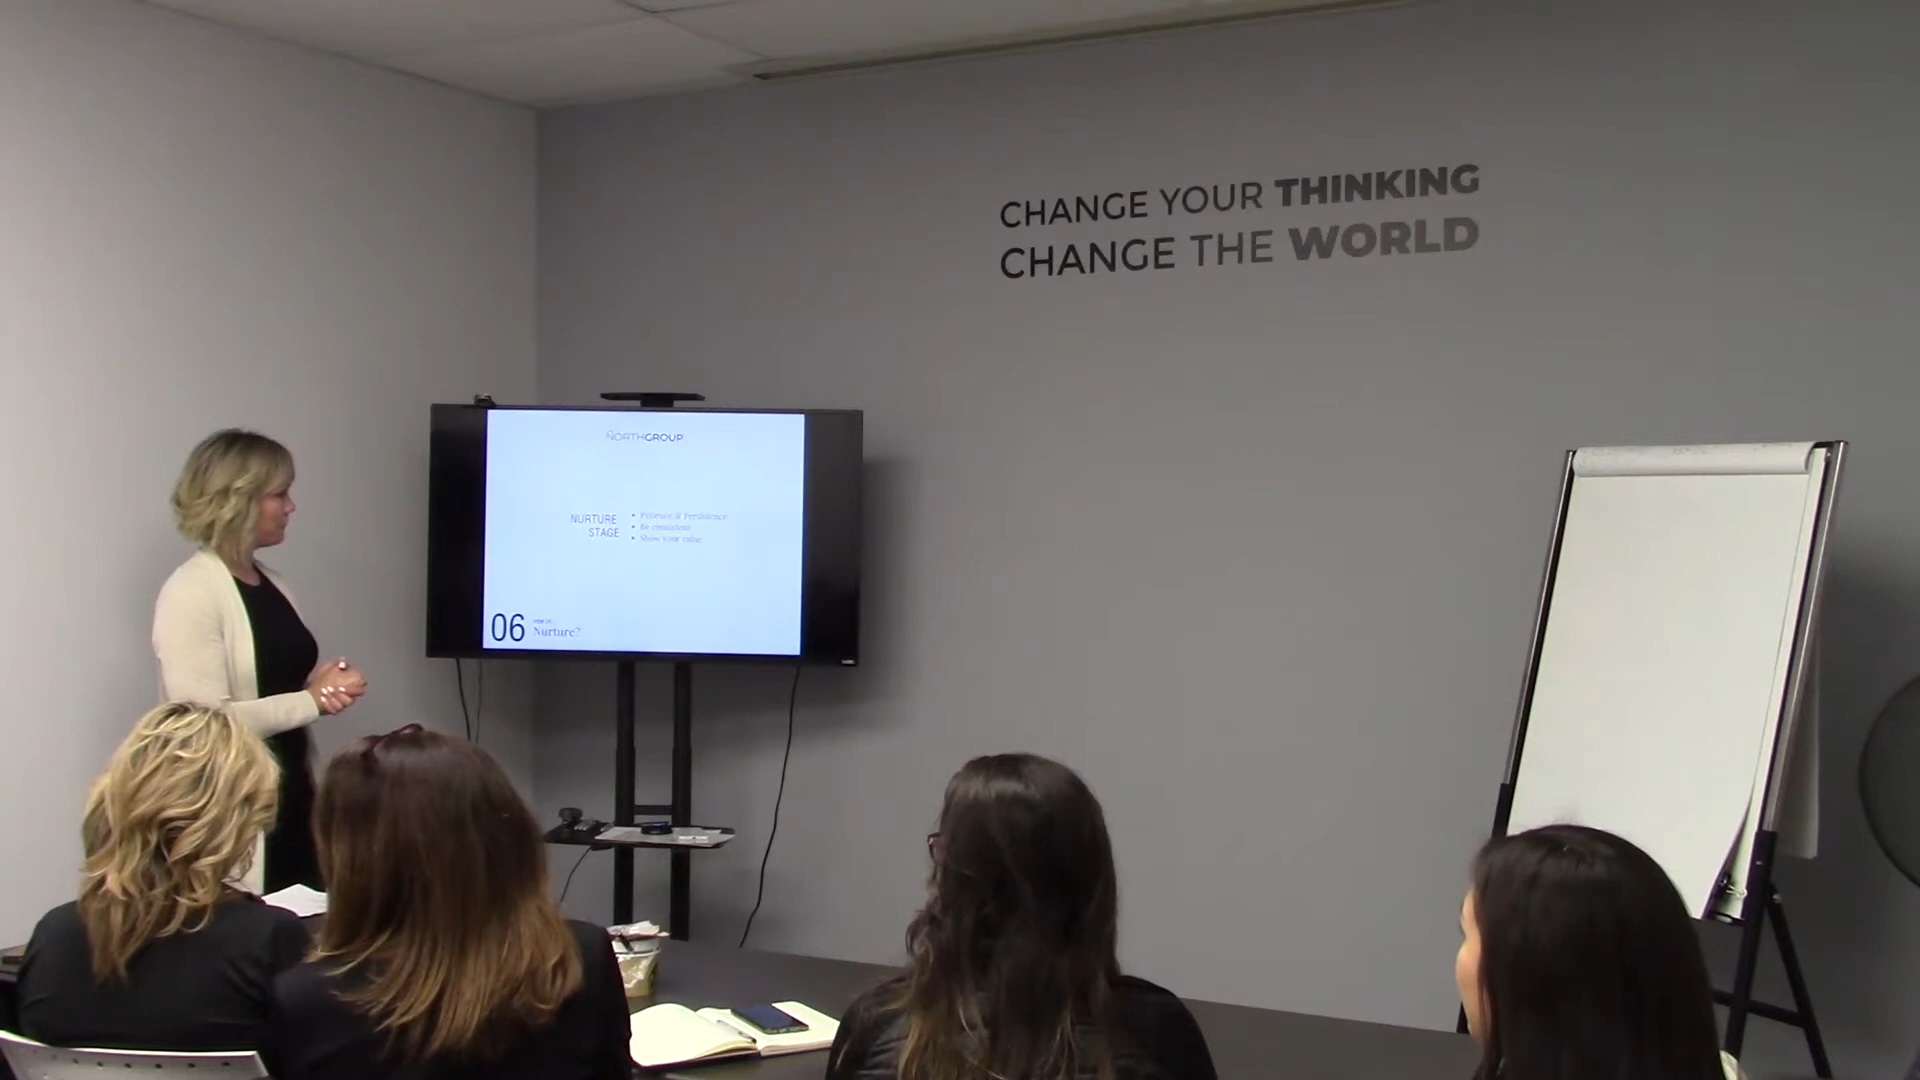 CHANGE YOUR THINKING
CHANGE THE WORLD
NORTHGROUP
NURTURE
STAGE
• Patience & Persistence
• Be consistent
• Show your value
06
Nurture?